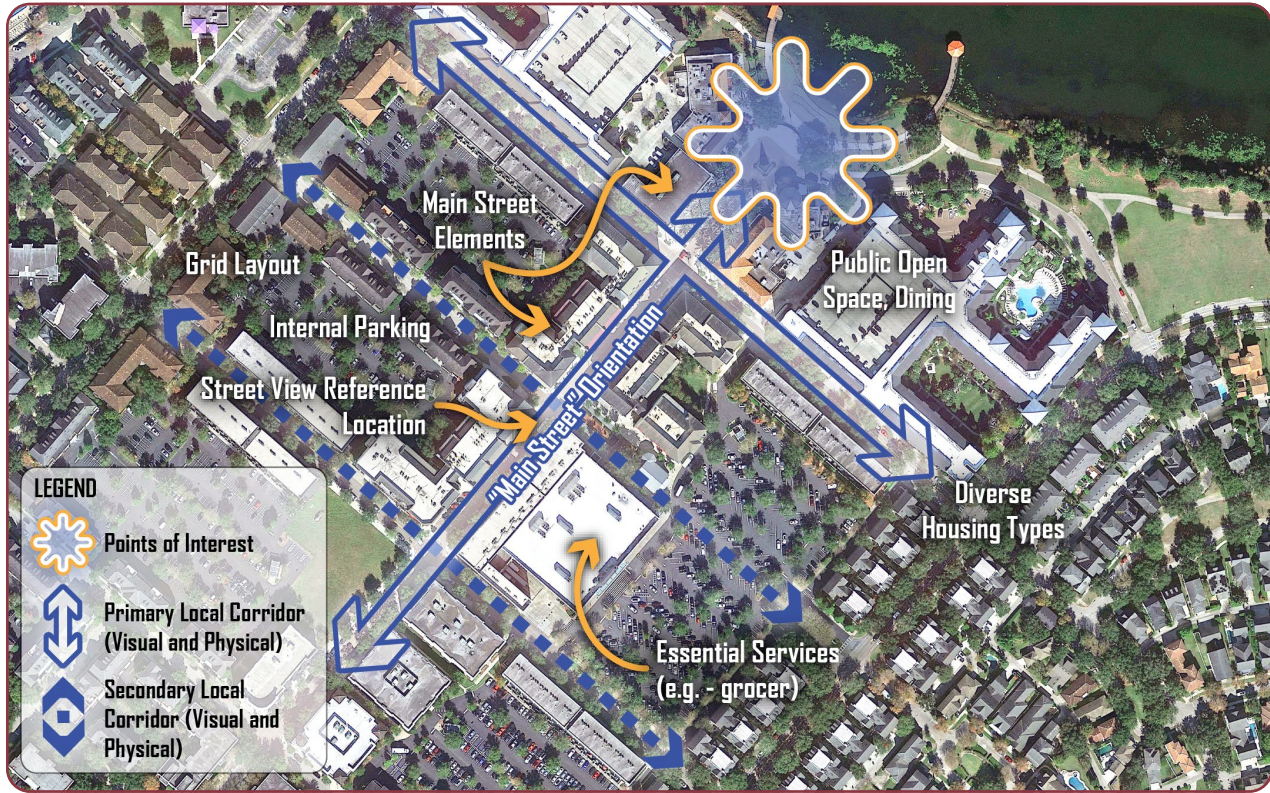 Main Street
Elements
Grid Layout
Public Open
Space, Dining
Internal Parking
Street View Reference
Location
"Main Street" Orientation
Diverse
Housing Types
Essential Services
(e.g. - grocer)
LEGEND
Points of Interest
Primary Local Corridor
(Visual and Physical)
Secondary Local
Corridor (Visual and
Physical)